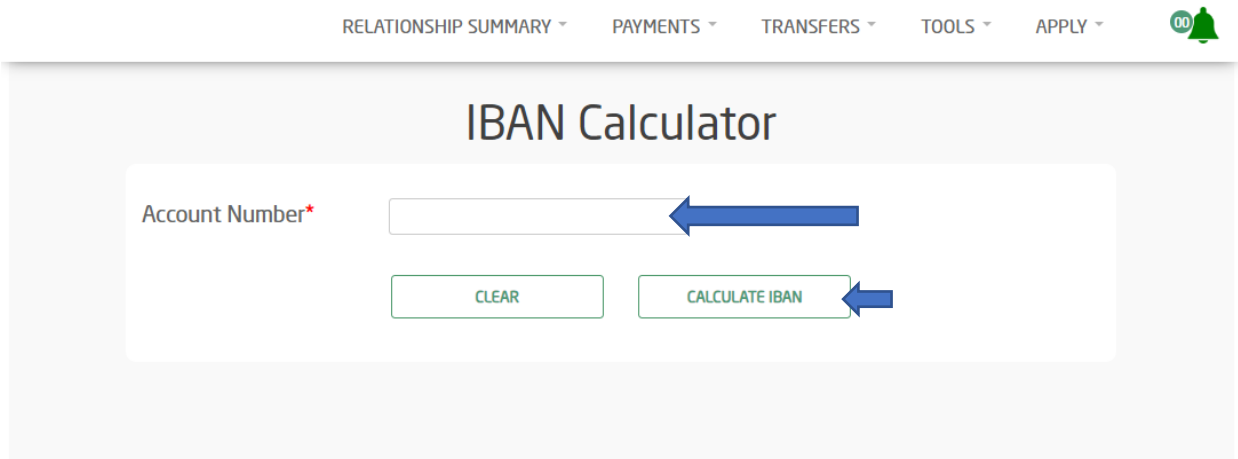 RELATIONSHIP SUMMARY PAYMENTS TRANSFERS TOOLS APPLY 00
IBAN Calculator
Account Number*
CLEAR CALCULATE IBAN